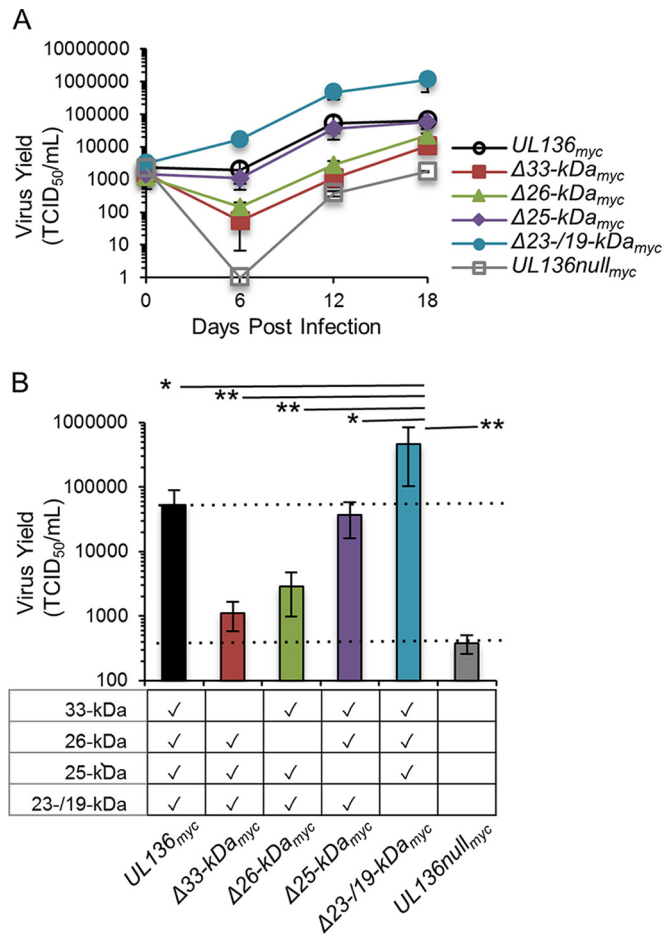 A
Virus Yield
(TCID50/mL)
10000000
1000000
100000
10000
1000
100
10
1
0 6 12 18
Days Post Infection
UL136myc
Δ33-kDamyc
Δ26-kDamyc
Δ25-kDamyc
Δ23-/19-kDamyc
UL136nullmyc
B
* ** ** * **
Virus Yield
(TCID50/mL)
1000000
100000
10000
1000
100
33-kDa ✓ ✓ ✓ ✓
26-kDa ✓ ✓ ✓ ✓
25-kDa ✓ ✓ ✓ ✓
23-/19-kDa ✓ ✓ ✓ ✓
UL136myc
Δ33-kDamyc
Δ26-kDamyc
Δ25-kDamyc
Δ23-/19-kDamyc
UL136nullmyc